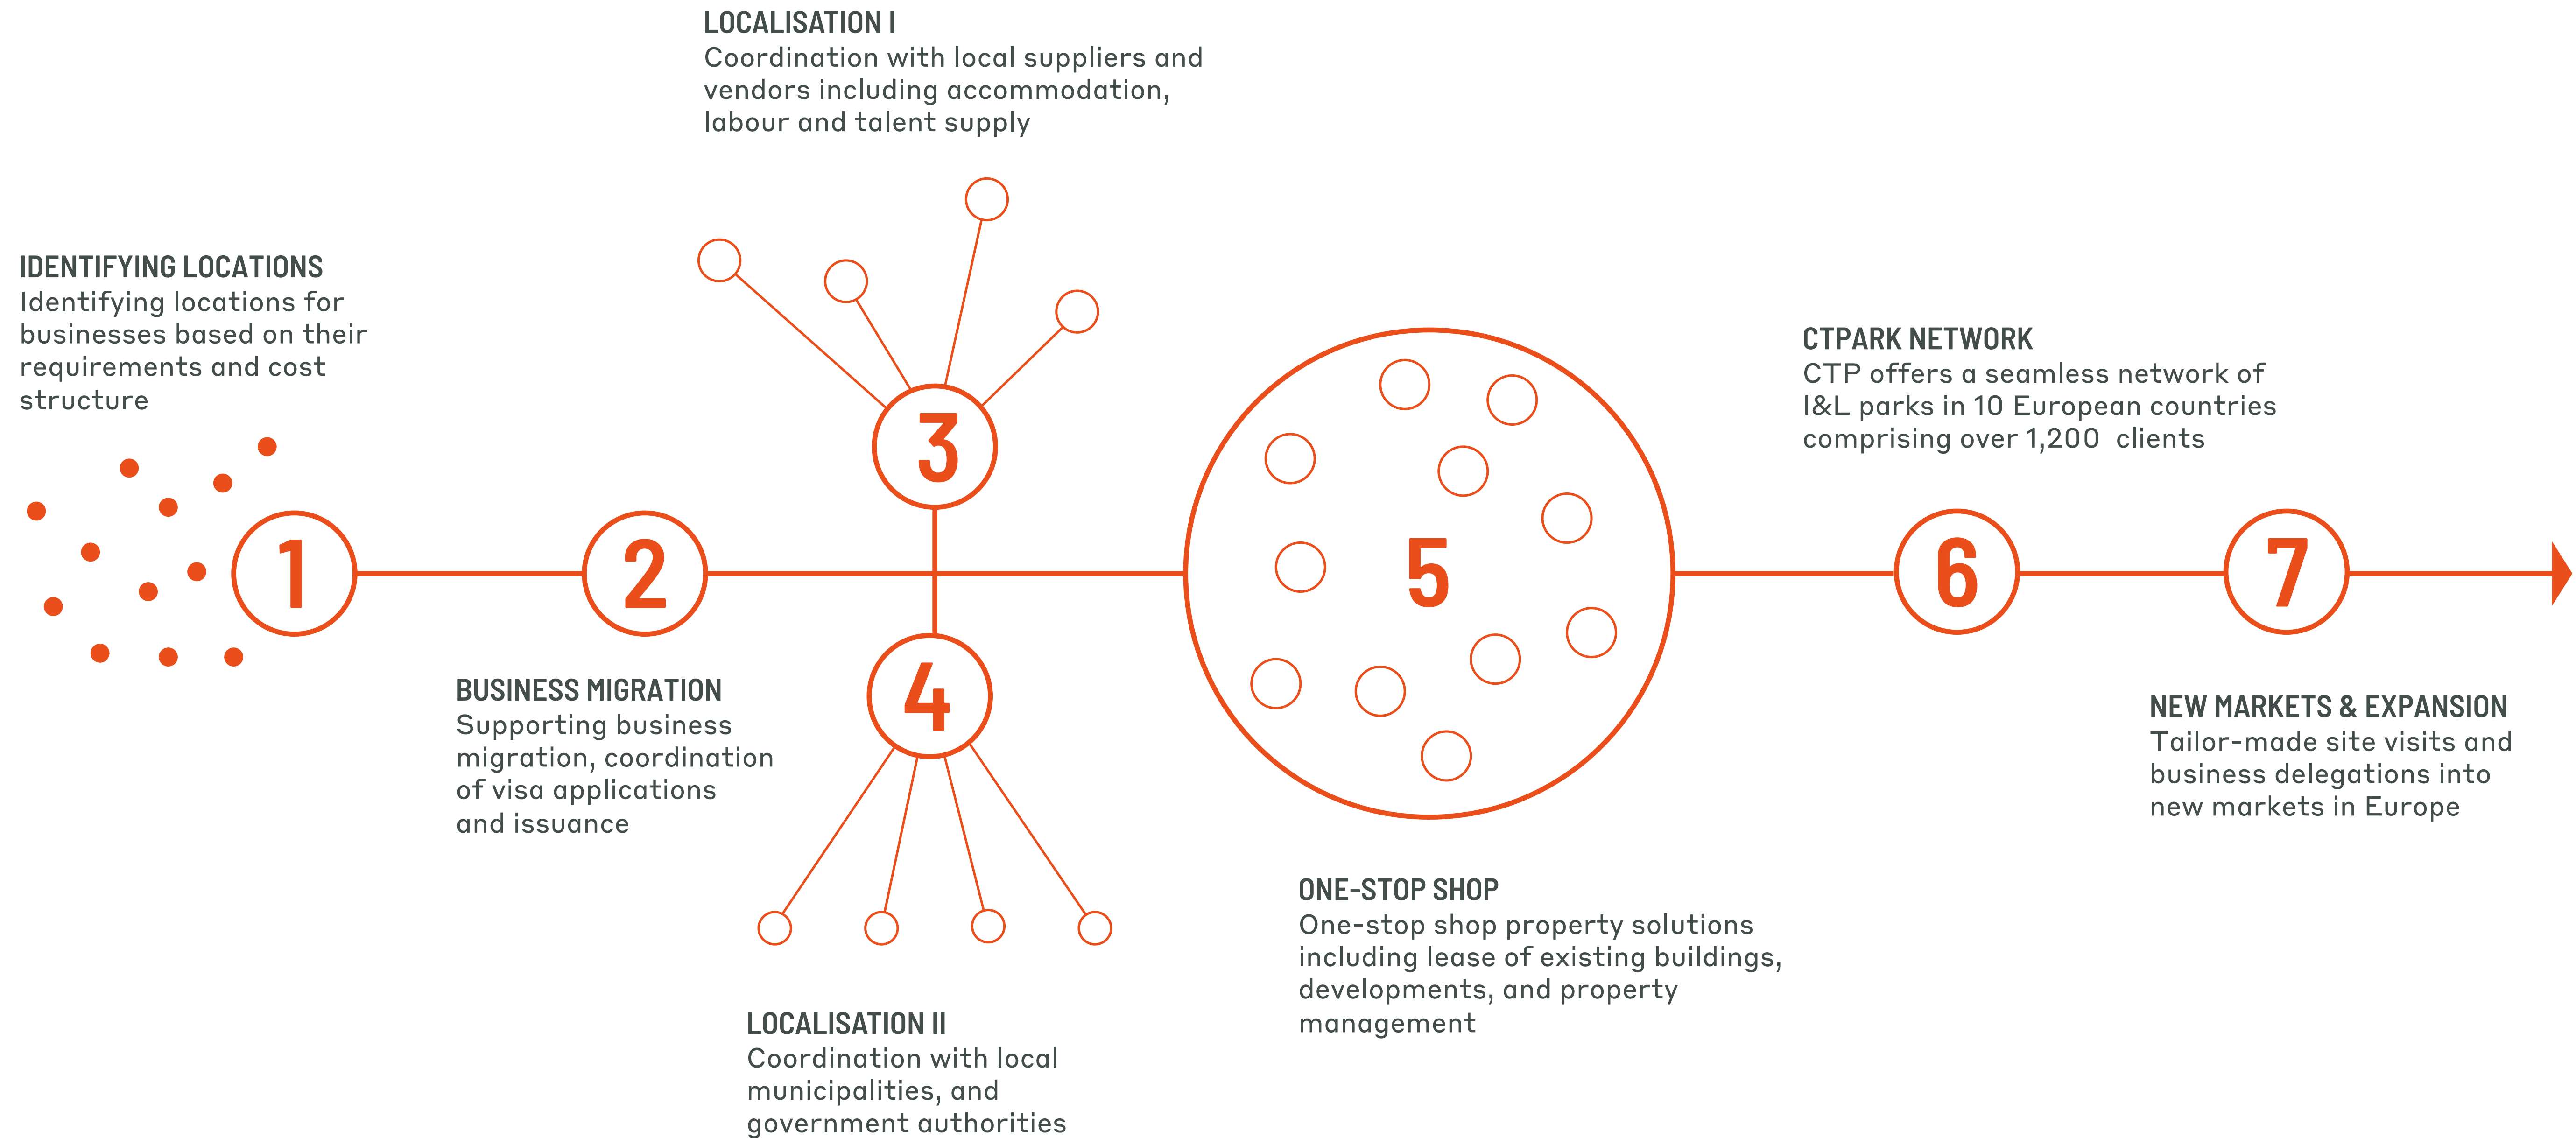 LOCALISATION I
Coordination with local suppliers and
vendors including accommodation,
labour and talent supply
IDENTIFYING LOCATIONS
Identifying locations for
businesses based on their
requirements and cost
structure
CTPARK NETWORK
CTP offers a seamless network of
I&L parks in 10 European countries
comprising over 1,200 clients
1
2
3
4
5
6
7
BUSINESS MIGRATION
Supporting business
migration, coordination
of visa applications
and issuance
NEW MARKETS & EXPANSION
Tailor-made site visits and
business delegations into
new markets in Europe
ONE-STOP SHOP
One-stop shop property solutions
including lease of existing buildings,
developments, and property
management
LOCALISATION II
Coordination with local
municipalities, and
government authorities